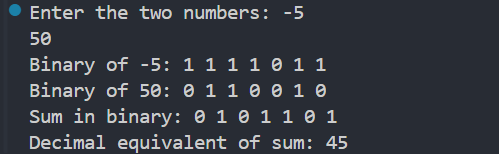 Enter the two numbers: -5
50
Binary of -5: 1 1 1 1 0 1 1
Binary of 50: 0 1 1 0 0 1 0
Sum in binary: 0 1 0 1 1 0 1
Decimal equivalent of sum: 45